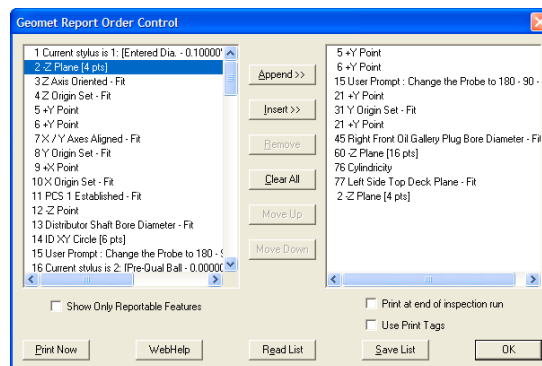 Geomet Report Order Control
1 Current stylus is 1: [Entered Dia. - 0.10000"
2 -Z Plane [4 pts]
3 Z Axis Oriented - Fit
4 Z Origin Set - Fit
5 +Y Point
6 +Y Point
7 X / Y Axes Aligned - Fit
8 Y Origin Set - Fit
9 +X Point
10 X Origin Set - Fit
11 PCS 1 Established - Fit
12 -Z Point
13 Distributor Shaft Bore Diameter - Fit
14 ID XY Circle [6 pts]
15 User Prompt : Change the Probe to 180 - 9
16 Current stylus is 2: [Pre-Qual Ball - 0.00000
Show Only Reportable Features
Append >>
Insert >>
Remove
Clear All
Move Up
Move Down
5 +Y Point
6 +Y Point
15 User Prompt : Change the Probe to 180 - 90 -
21 +Y Point
31 Y Origin Set - Fit
21 +Y Point
45 Right Front Oil Gallery Plug Bore Diameter - Fit
60 -Z Plane [16 pts]
76 Cylindricity
77 Left Side Top Deck Plane - Fit
2 -Z Plane [4 pts]
Print at end of inspection run
Use Print Tags
Print Now
WebHelp
Read List
Save List
OK